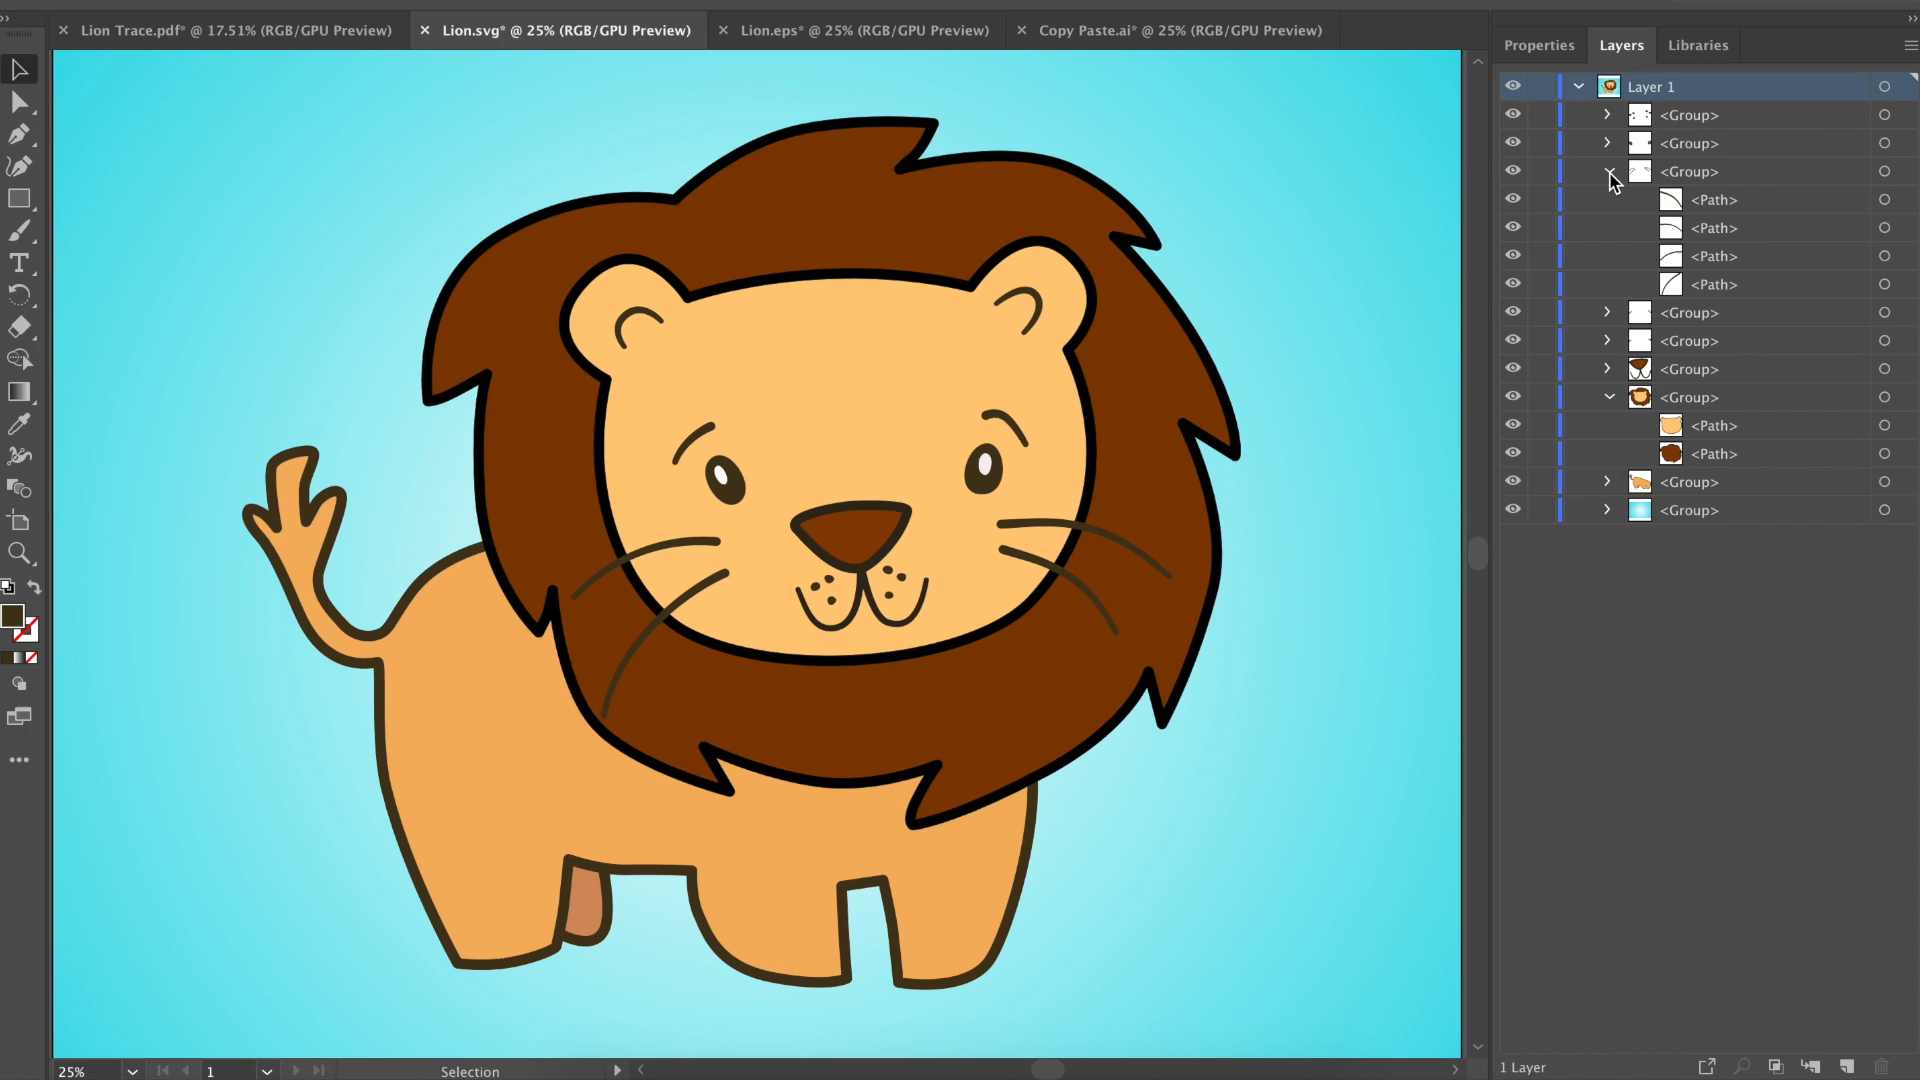 Lion Trace.pdf* @ 17.51% (RGB/GPU Preview)
Lion.svg* @ 25% (RGB/GPU Preview)
Lion.eps* @ 25% (RGB/GPU Preview)
Copy Paste.ai* @ 25% (RGB/GPU Preview)
Properties
Layers
Libraries
Layer 1
<Group>
<Group>
<Group>
<Path>
<Path>
<Path>
<Path>
<Group>
<Group>
<Group>
<Group>
<Path>
<Path>
<Group>
<Group>
25%
1
Selection
1 Layer